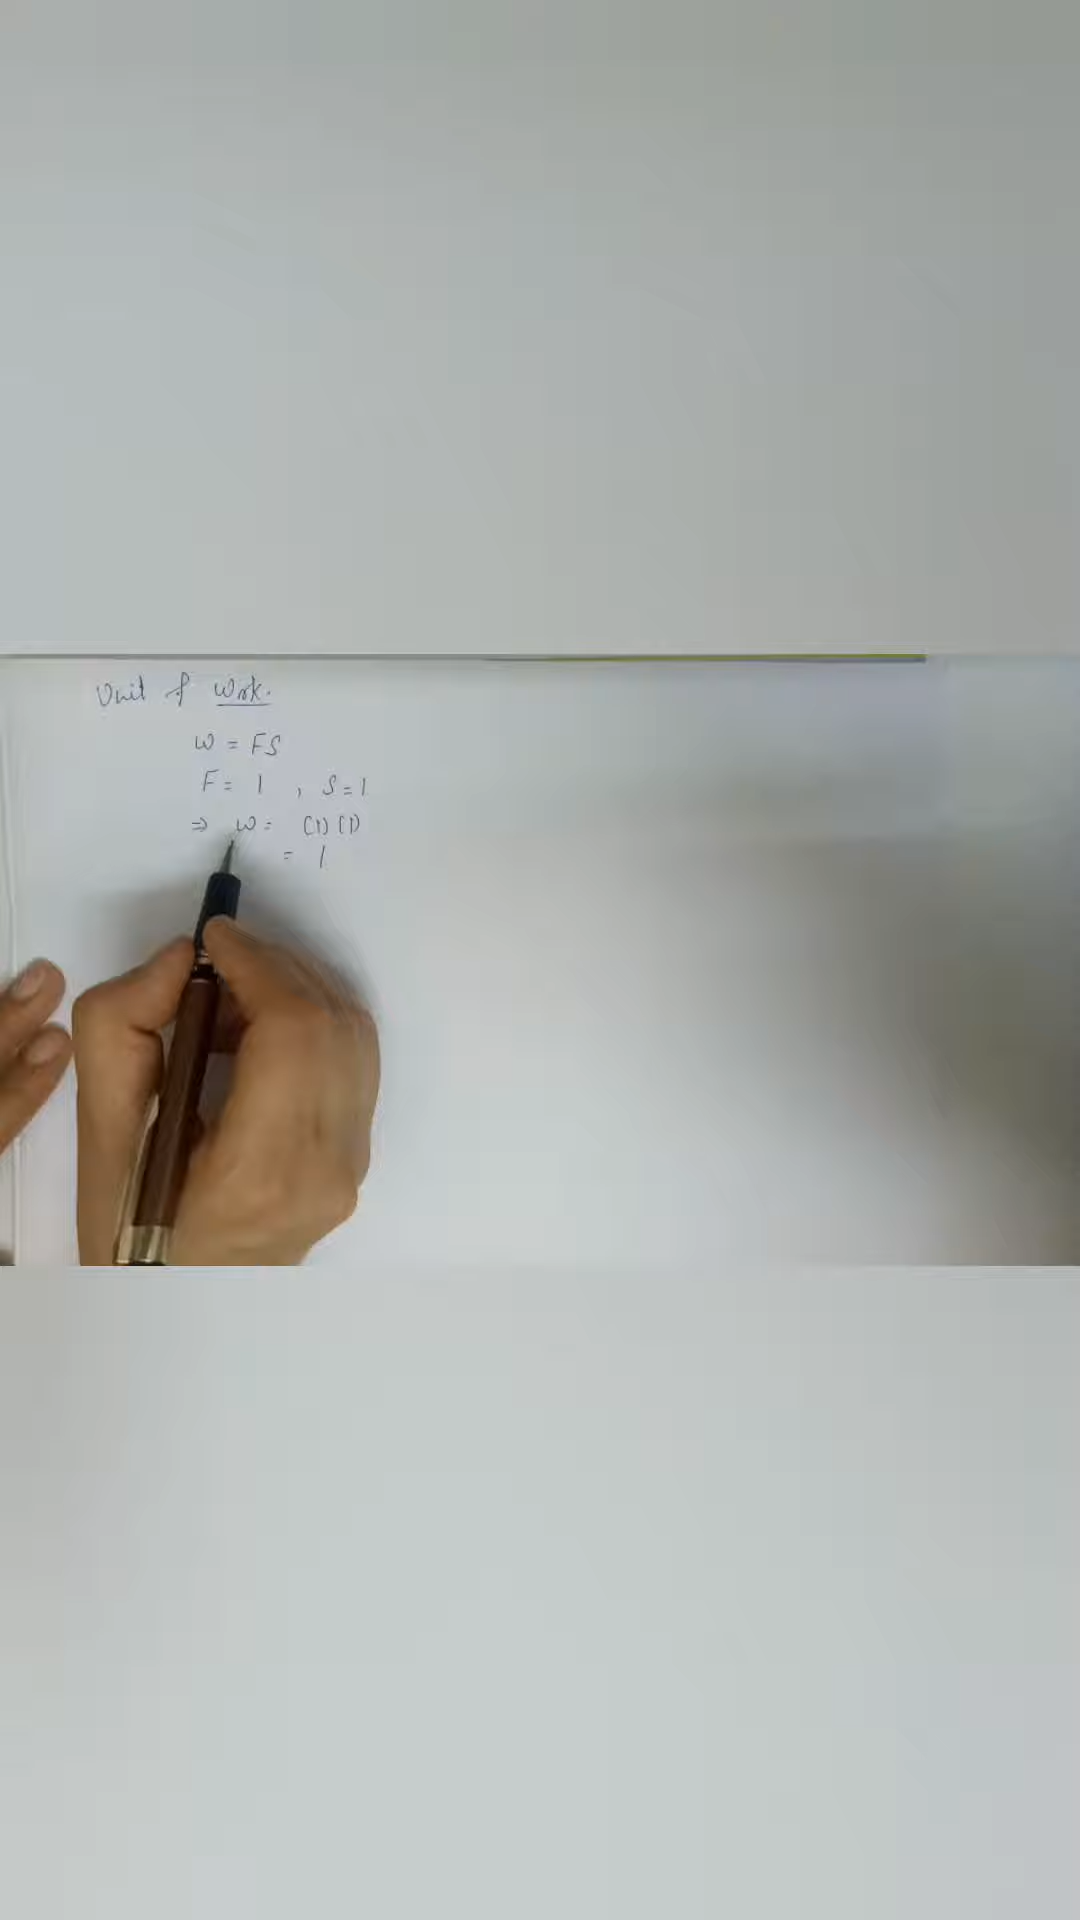 Unit of Work.
W = FS
F = 1 , S = 1
⇒ W = (1) (1)
= 1